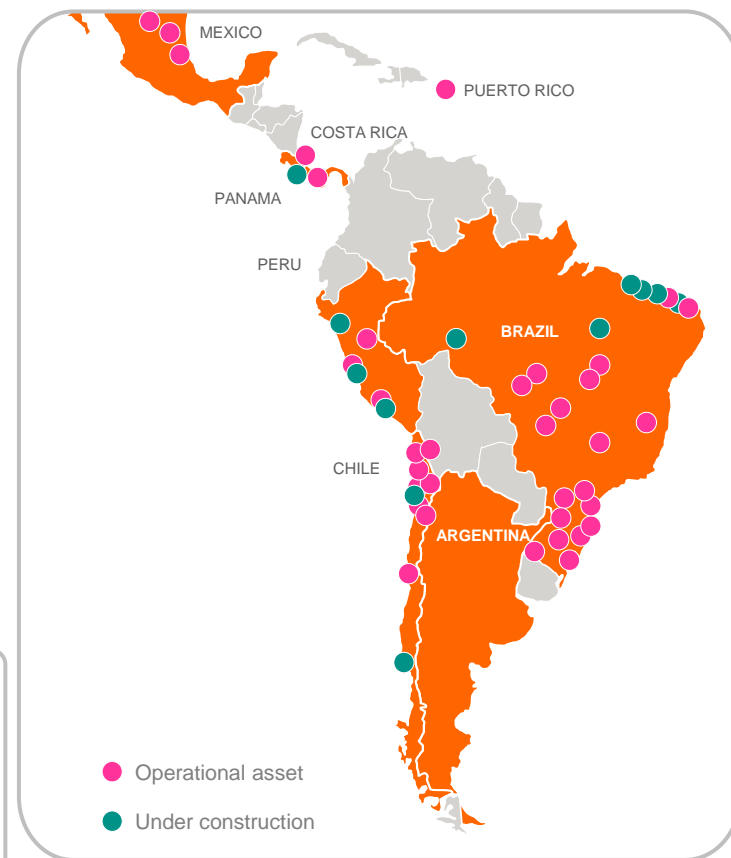 MEXICO
PUERTO RICO
COSTA RICA
PANAMA
PERU
BRAZIL
CHILE
ARGENTINA
Operational asset
Under construction